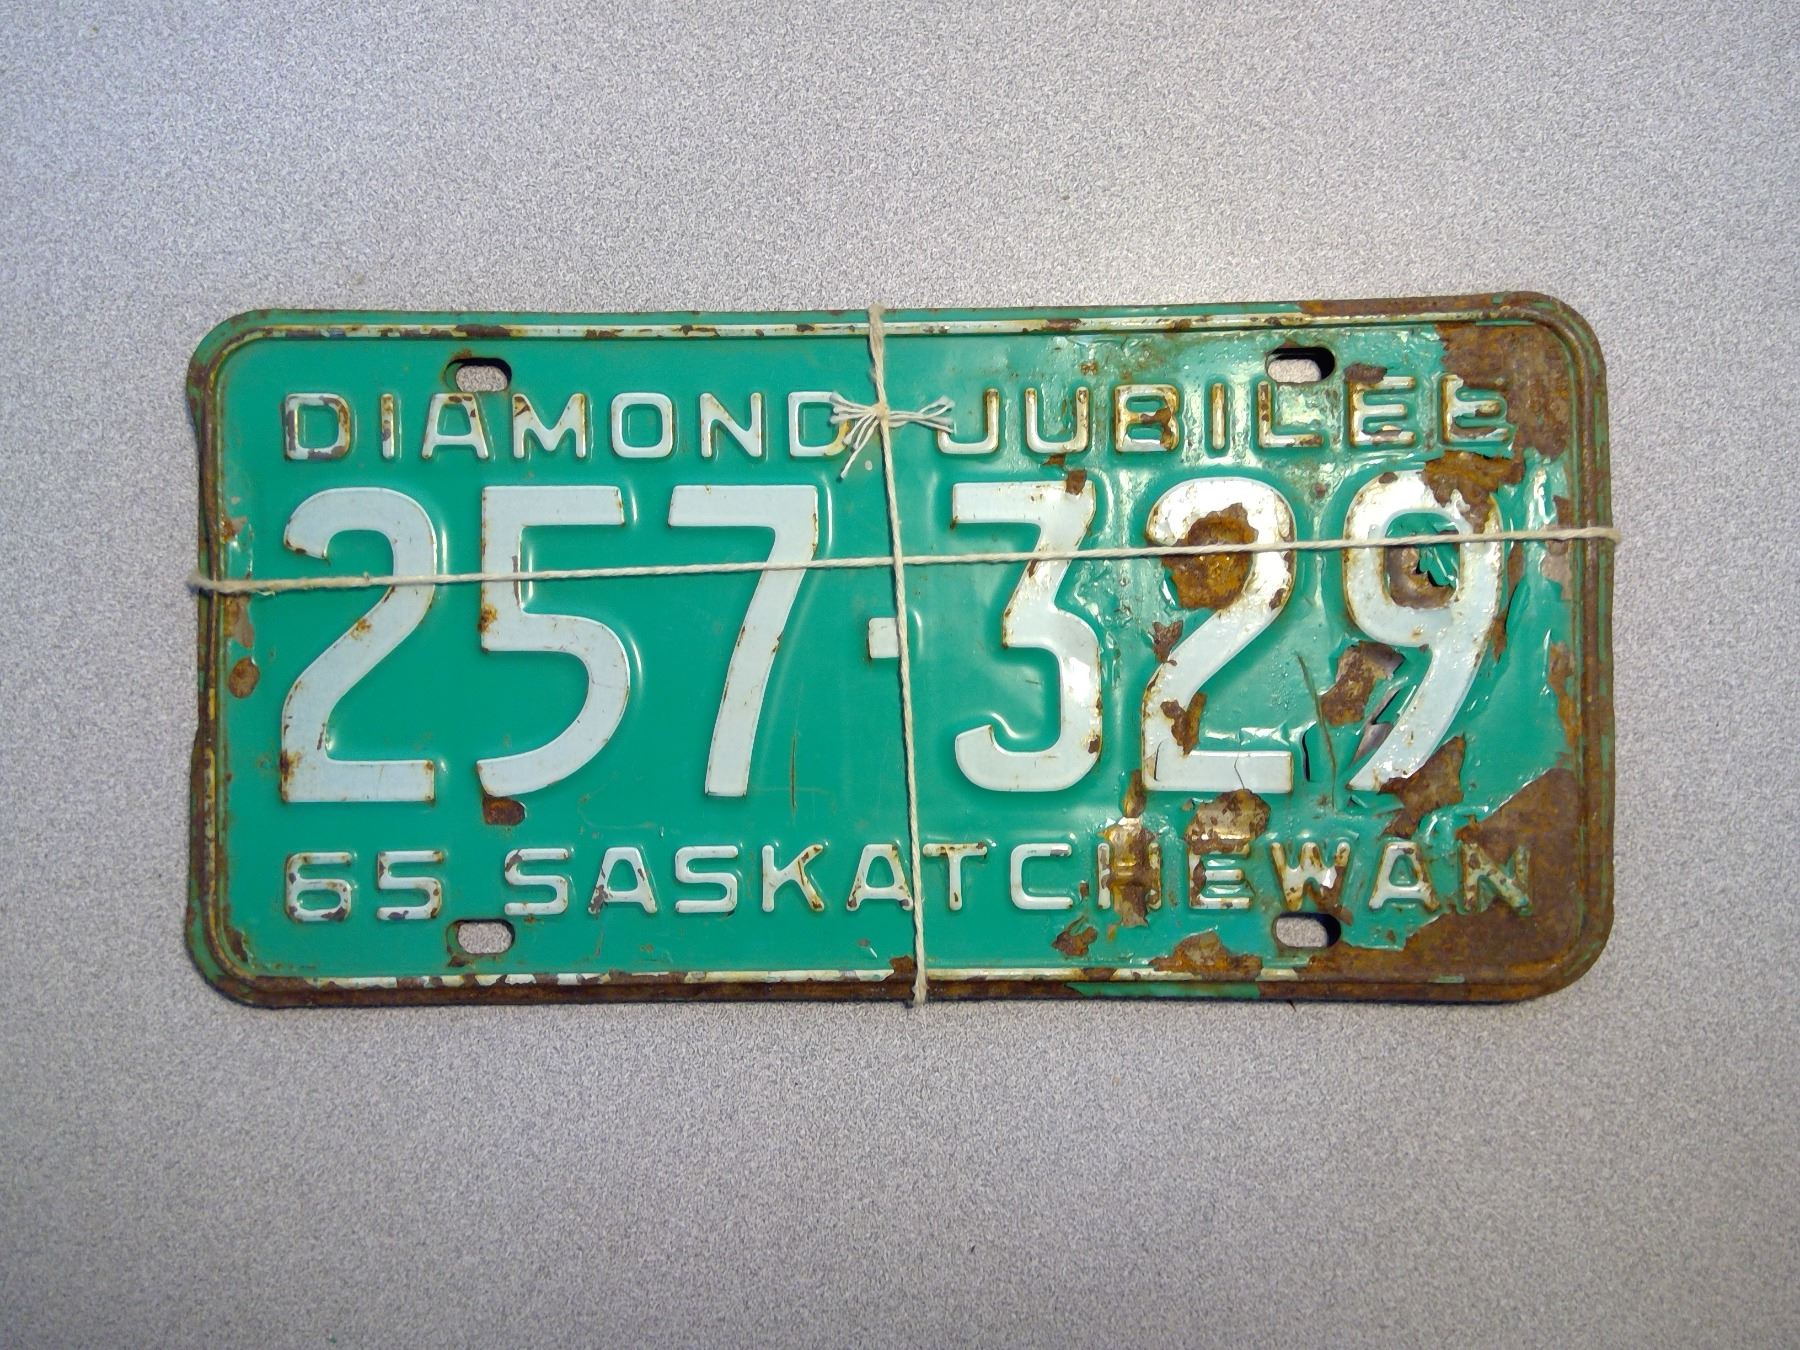 DIAMOND JUBILEE
257-329
65 SASKATCHEWAN